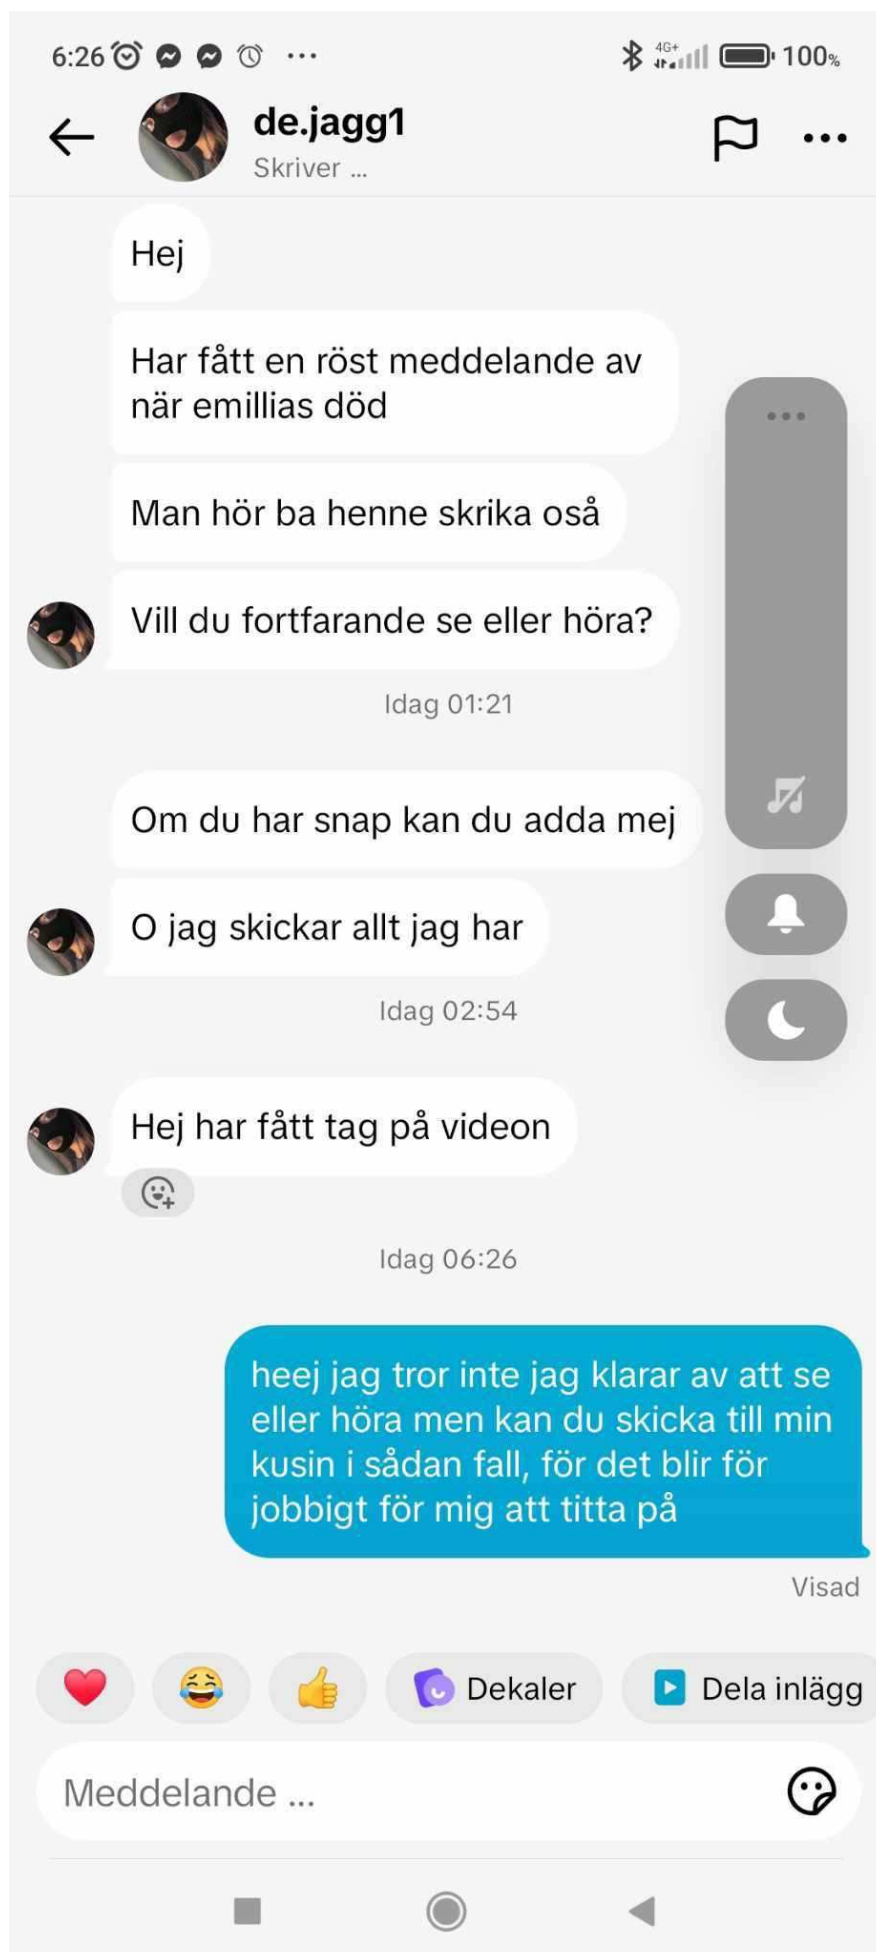 6:26
4G+
100%
de.jagg1
Skriver ...
Hej
Har fått en röst meddelande av
när emillias död
Man hör ba henne skrika oså
Vill du fortfarande se eller höra?
Idag 01:21
Om du har snap kan du adda mej
O jag skickar allt jag har
Idag 02:54
Hej har fått tag på videon
Idag 06:26
heej jag tror inte jag klarar av att se
eller höra men kan du skicka till min
kusin i sådan fall, för det blir för
jobbigt för mig att titta på
Visad
Dekaler
Dela inlägg
Meddelande ...